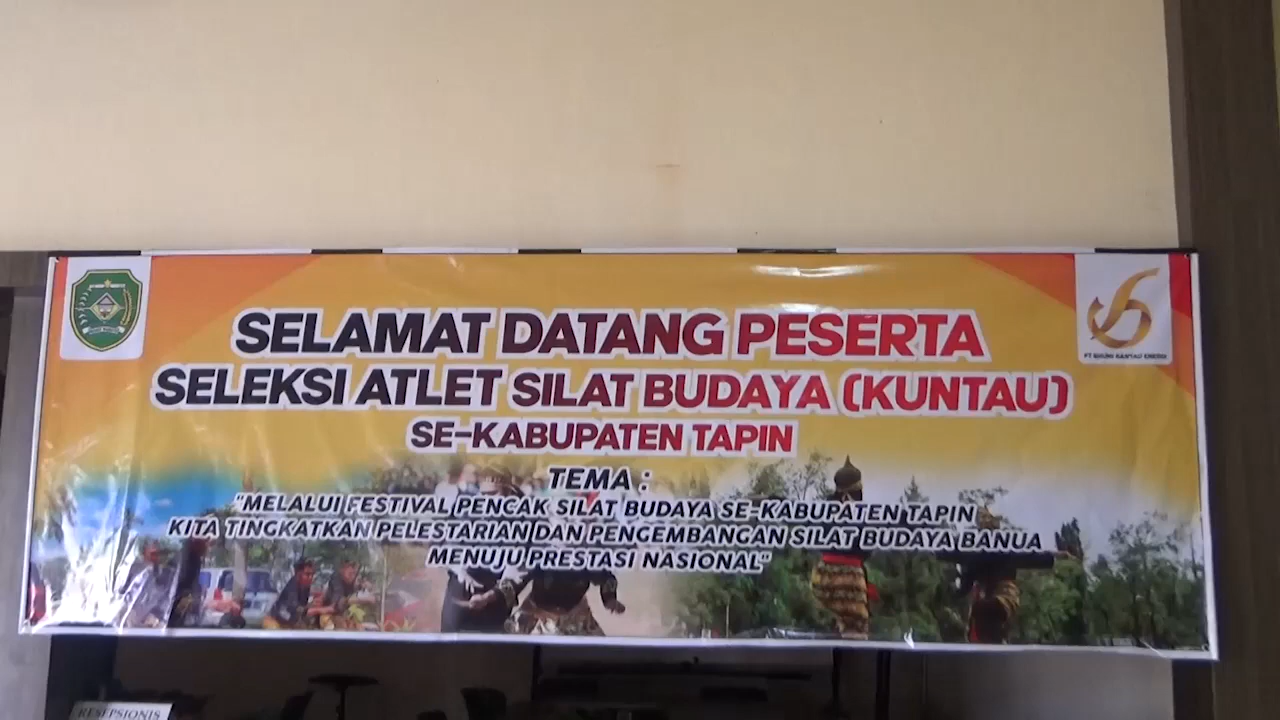 SELAMAT DATANG PESERTA
SELEKSI ATLET SILAT BUDAYA (KUNTAU)
SE-KABUPATEN TAPIN
TEMA :
"MELALUI FESTIVAL PENCAK SILAT BUDAYA SE-KABUPATEN TAPIN
KITA TINGKATKAN PELESTARIAN DAN PENGEMBANGAN SILAT BUDAYA BANUA
MENUJU PRESTASI NASIONAL"
RESEPSIONIS